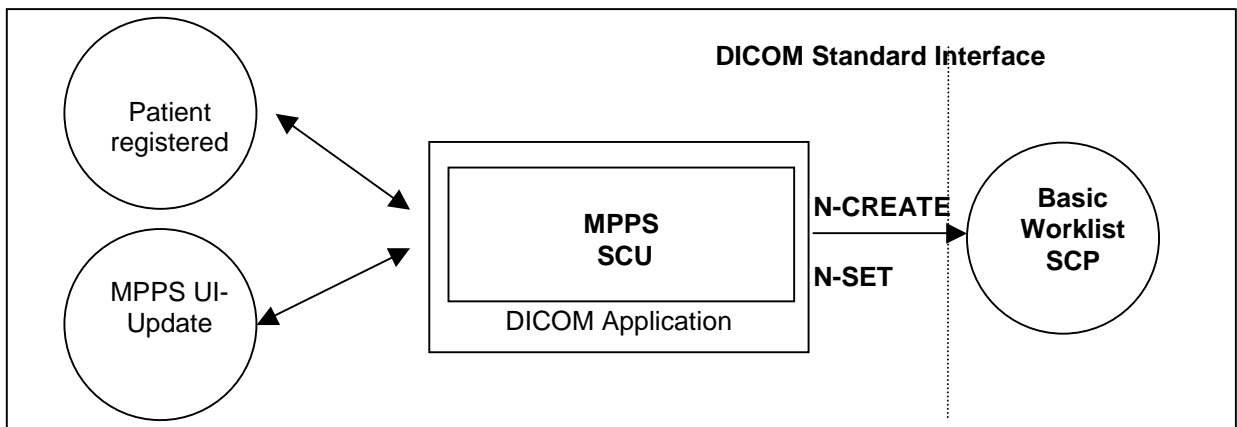 DICOM Standard Interface
Patient
registered
MPPS UI-
Update
MPPS
SCU
DICOM Application
N-CREATE
N-SET
Basic
Worklist
SCP